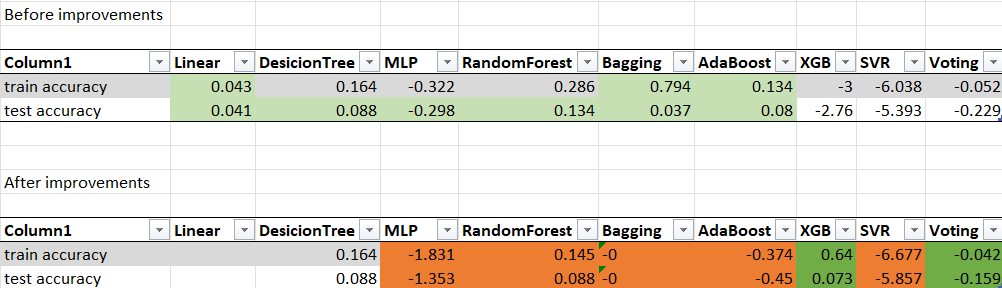 Before improvements
Column1 Linear DesicionTree MLP RandomForest Bagging AdaBoost XGB SVR Voting
train accuracy 0.043 0.164 -0.322 0.286 0.794 0.134 -3 -6.038 -0.052
test accuracy 0.041 0.088 -0.298 0.134 0.037 0.08 -2.76 -5.393 -0.229
After improvements
Column1 Linear DesicionTree MLP RandomForest Bagging AdaBoost XGB SVR Voting
train accuracy 0.164 -1.831 0.145 -0 -0.374 0.64 -6.677 -0.042
test accuracy 0.088 -1.353 0.088 -0 -0.45 0.073 -5.857 -0.159